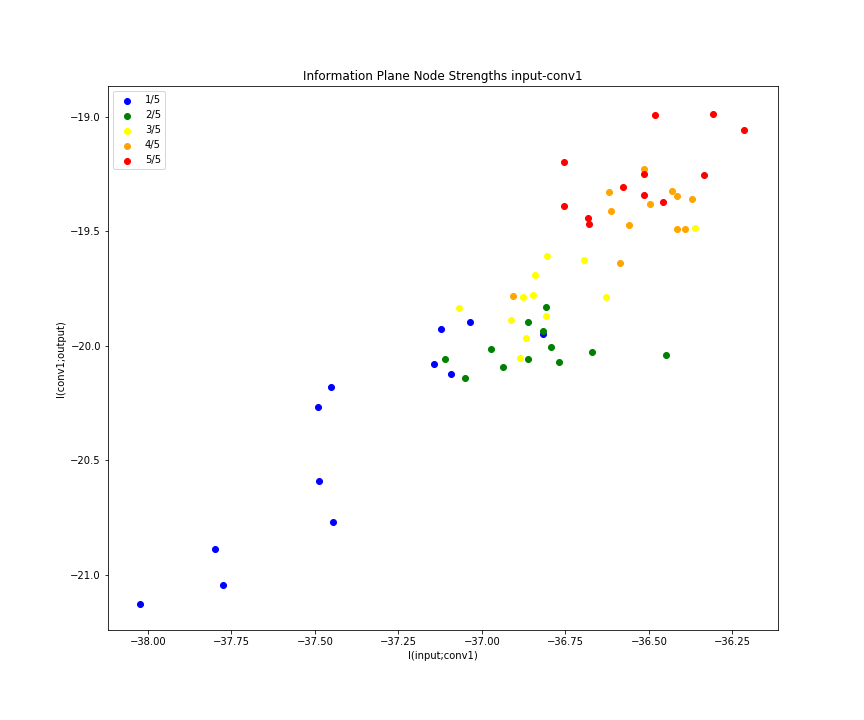 Information Plane Node Strengths input-conv1
1/5
2/5
3/5
4/5
5/5
−19.0
−19.5
−20.0
−20.5
−21.0
I(conv1;output)
−38.00 −37.75 −37.50 −37.25 −37.00 −36.75 −36.50 −36.25
I(input;conv1)